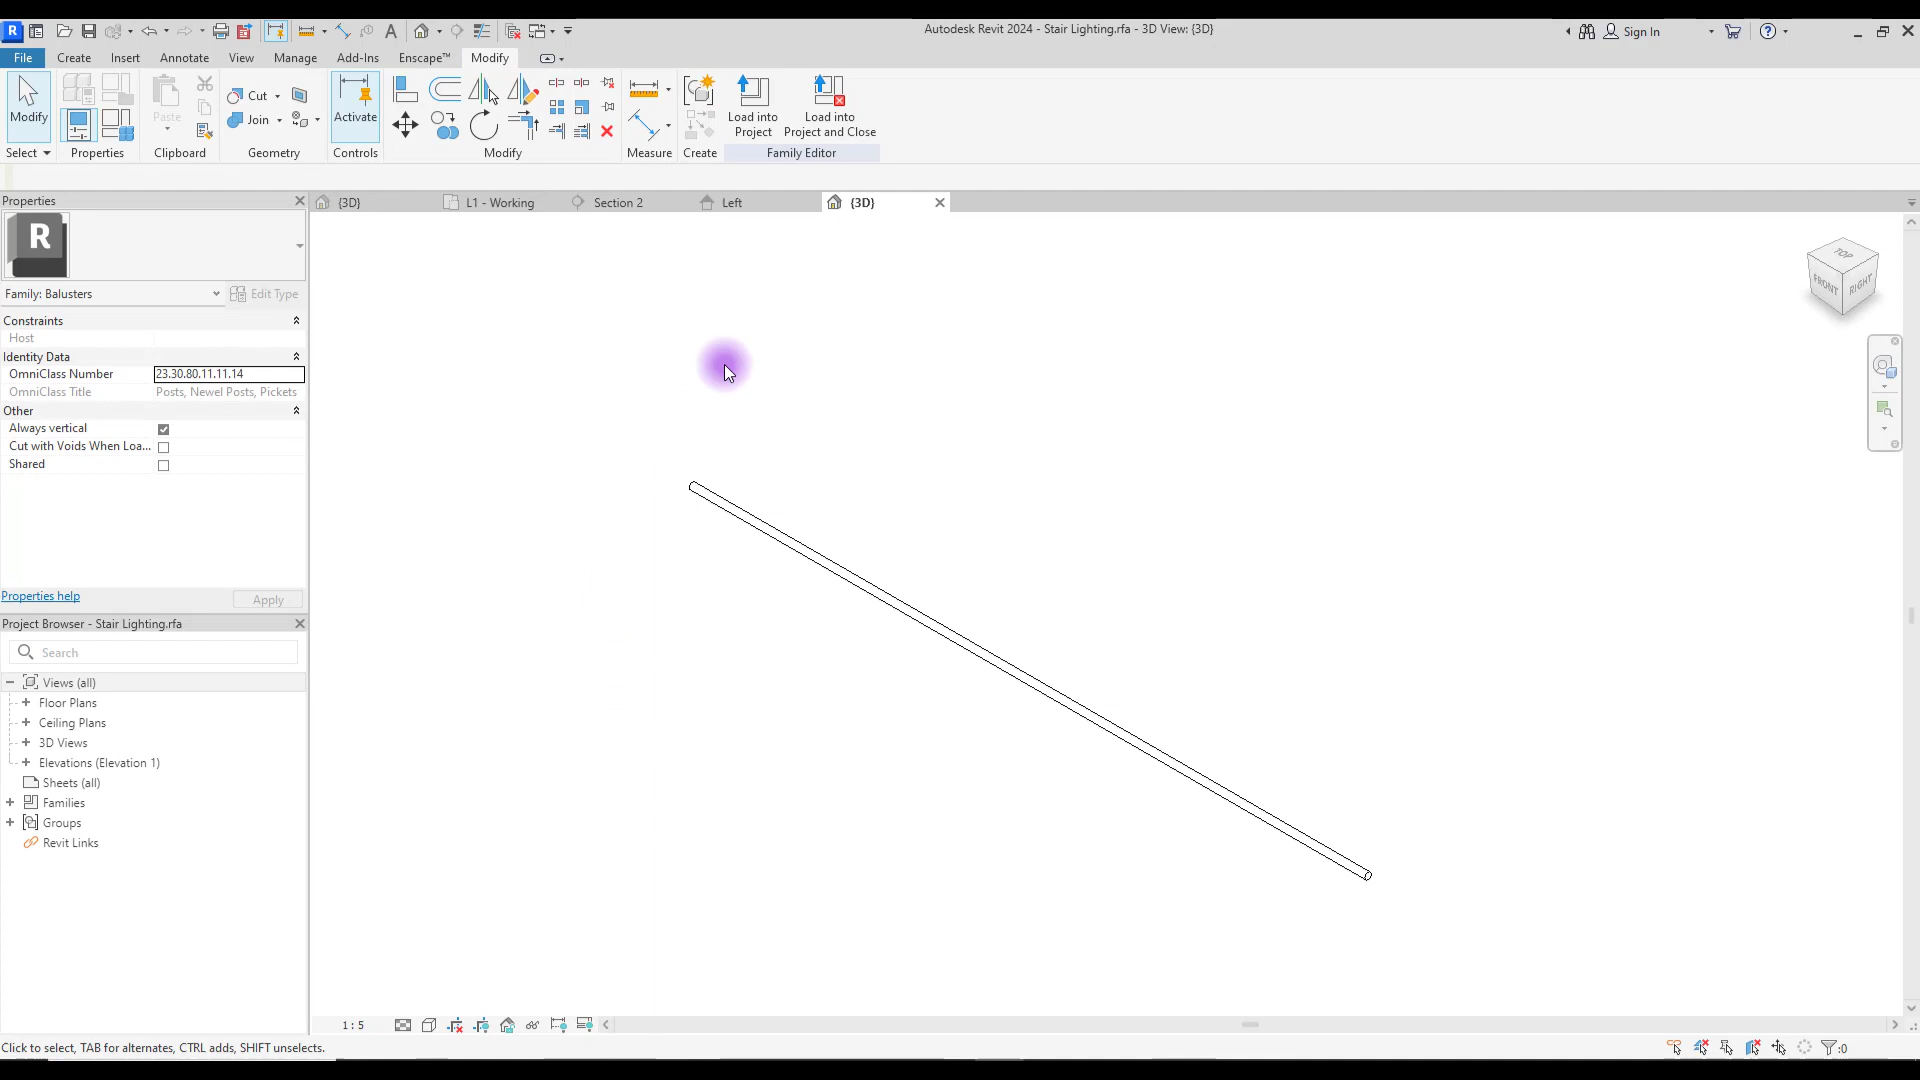 Autodesk Revit 2024 - Stair Lighting.rfa - 3D View: {3D}
Sign In
File
Create
Insert
Annotate
View
Manage
Add-Ins
Enscape™
Modify
Modify
Paste
Cut
Join
Activate
Load into
Project
Load into
Project and Close
Select
Properties
Clipboard
Geometry
Controls
Modify
Measure
Create
Family Editor
Properties
{3D}
L1 - Working
Section 2
Left
{3D}
R
Family: Balusters
Edit Type
Constraints
Host
Identity Data
OmniClass Number
23.30.80.11.11.14
OmniClass Title
Posts, Newel Posts, Pickets
Other
Always vertical
Cut with Voids When Loa...
Shared
Properties help
Apply
Project Browser - Stair Lighting.rfa
Search
Views (all)
Floor Plans
Ceiling Plans
3D Views
Elevations (Elevation 1)
Sheets (all)
Families
Groups
Revit Links
TOP
FRONT
RIGHT
1 : 5
Click to select, TAB for alternates, CTRL adds, SHIFT unselects.
:0